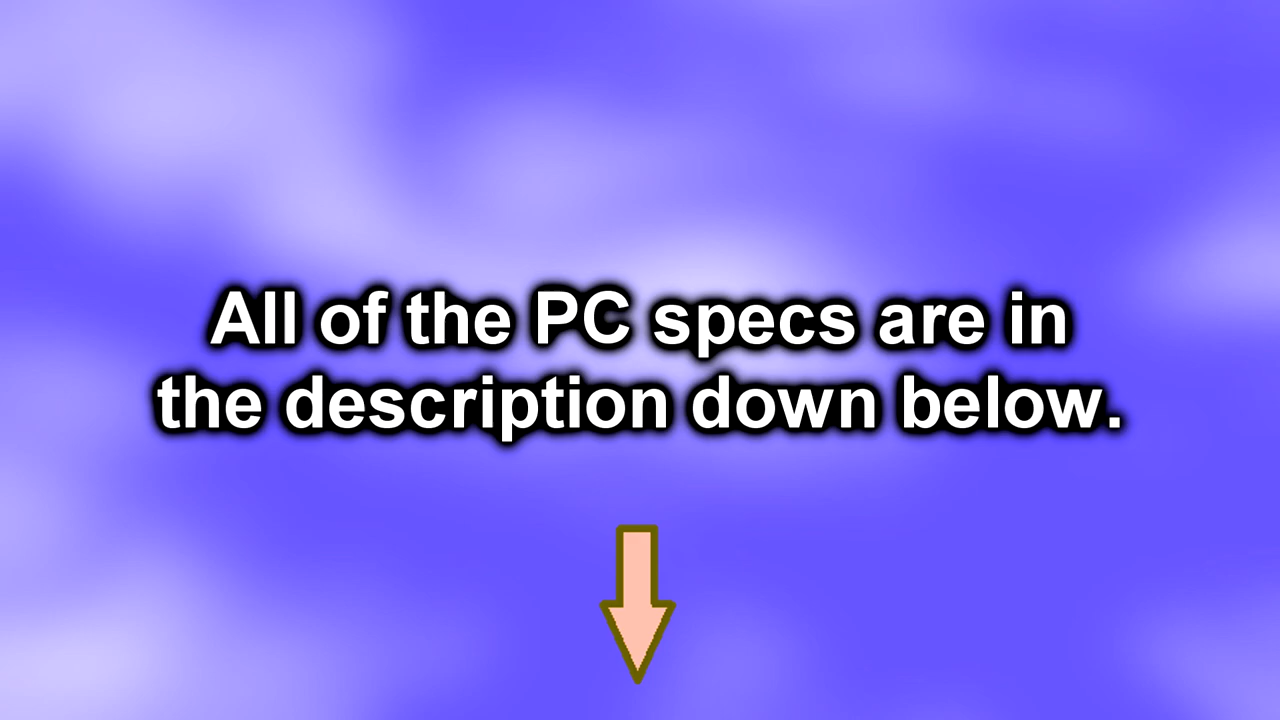 All of the PC specs are in
the description down below.